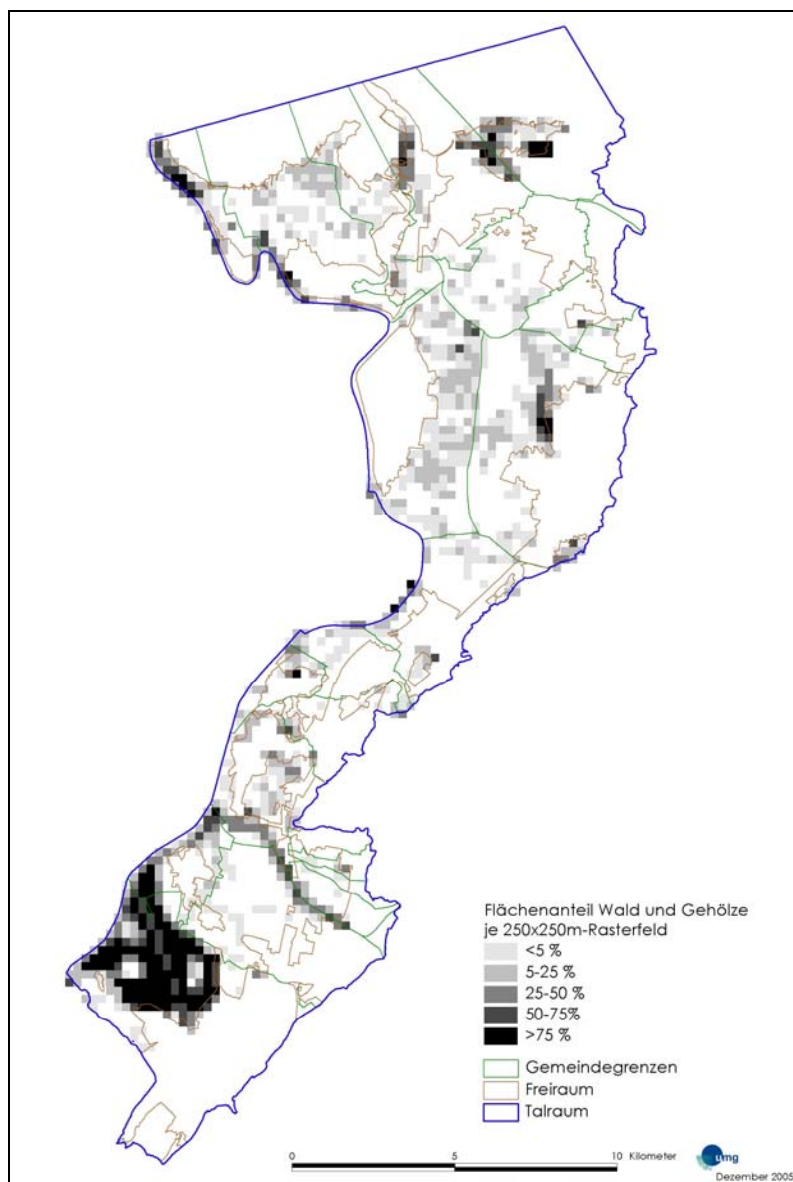 Flächenanteil Wald und Gehölze
je 250x250m-Rasterfeld
<5 %
5-25 %
25-50 %
50-75%
>75 %
Gemeindegrenzen
Freiraum
Talraum
0 5 10 Kilometer
umg
Dezember 2005